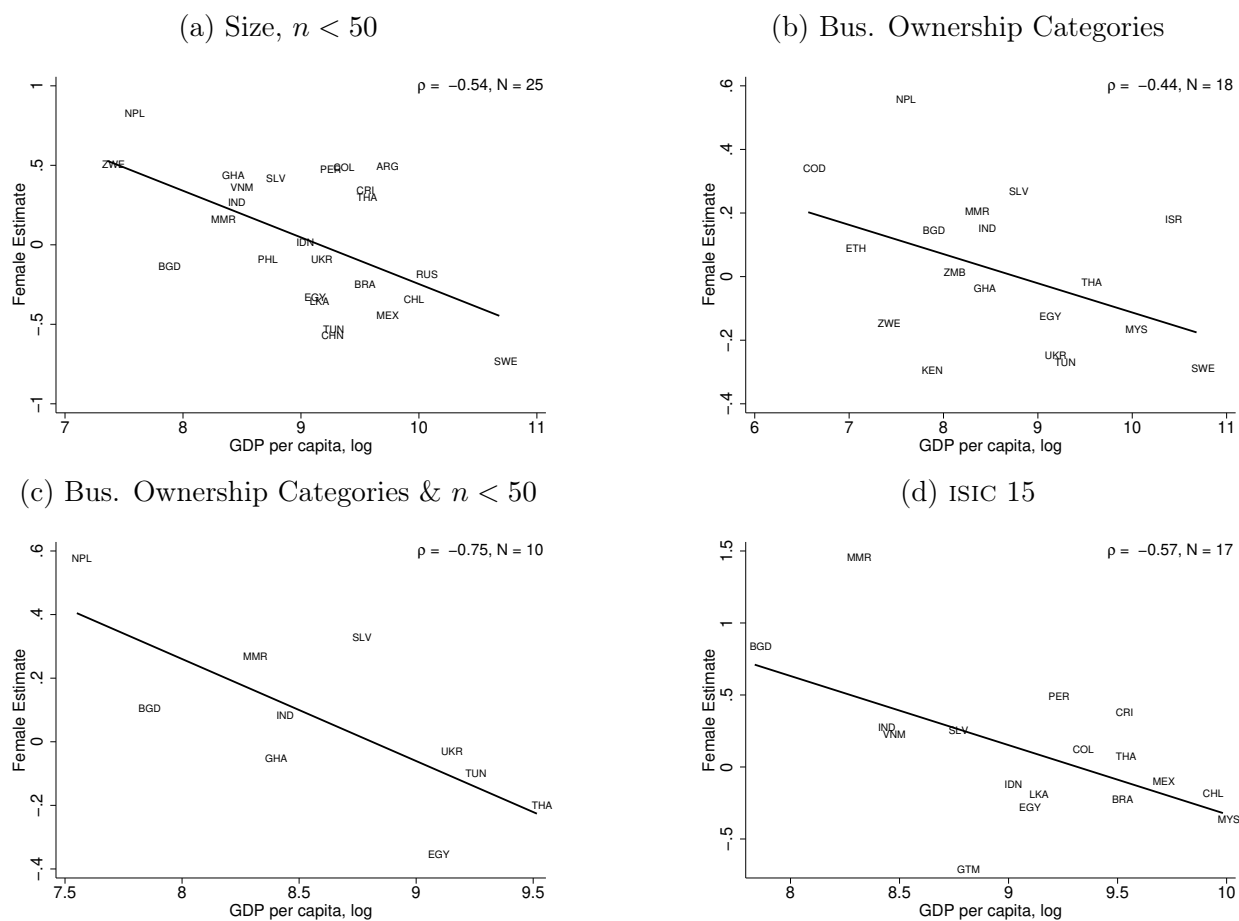 (a) Size, n < 50
ρ = −0.54, N = 25
Female Estimate
1
.5
0
−.5
−1
NPL
ZWE
GHA
VNM
IND
MMR
SLV
PER
COL
ARG
CRI
THA
BGD
PHL
IDN
UKR
RUS
BRA
EGY
LKA
CHL
MEX
TUN
CHN
SWE
7 8 9 10 11
GDP per capita, log
(b) Bus. Ownership Categories
ρ = −0.44, N = 18
Female Estimate
.6
.4
.2
0
−.2
−.4
NPL
COD
SLV
MMR
ISR
BGD
IND
ETH
ZMB
GHA
THA
EGY
ZWE
MYS
UKR
TUN
KEN
SWE
6 7 8 9 10 11
GDP per capita, log
(c) Bus. Ownership Categories & n < 50
ρ = −0.75, N = 10
Female Estimate
.6
.4
.2
0
−.2
−.4
NPL
SLV
MMR
BGD
IND
GHA
UKR
TUN
THA
EGY
7.5 8 8.5 9 9.5
GDP per capita, log
(d) ISIC 15
ρ = −0.57, N = 17
Female Estimate
1.5
1
.5
0
−.5
MMR
BGD
PER
CRI
IND
VNM
SLV
COL
THA
IDN
LKA
EGY
MEX
BRA
CHL
MYS
GTM
8 8.5 9 9.5 10
GDP per capita, log